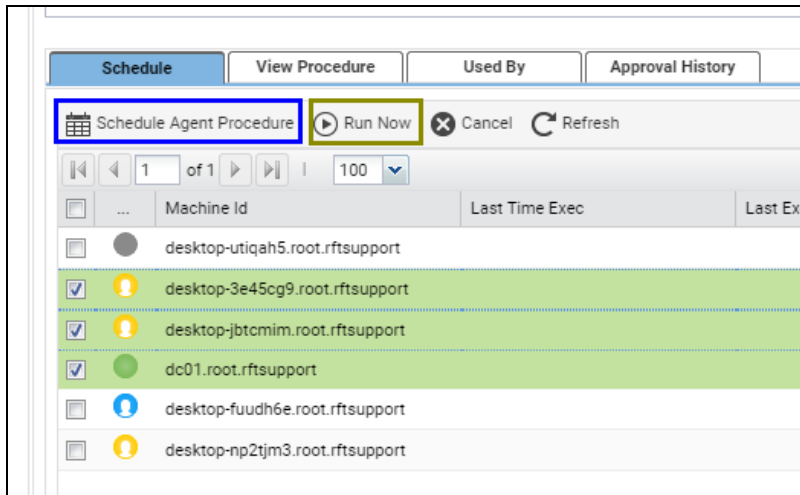 Schedule View Procedure Used By Approval History
Schedule Agent Procedure Run Now Cancel Refresh
1 of 1 100
... Machine Id Last Time Exec Last Ex
desktop-utiqah5.root.rftsupport
desktop-3e45cg9.root.rftsupport
desktop-jbtcmim.root.rftsupport
dc01.root.rftsupport
desktop-fuudh6e.root.rftsupport
desktop-np2tjm3.root.rftsupport